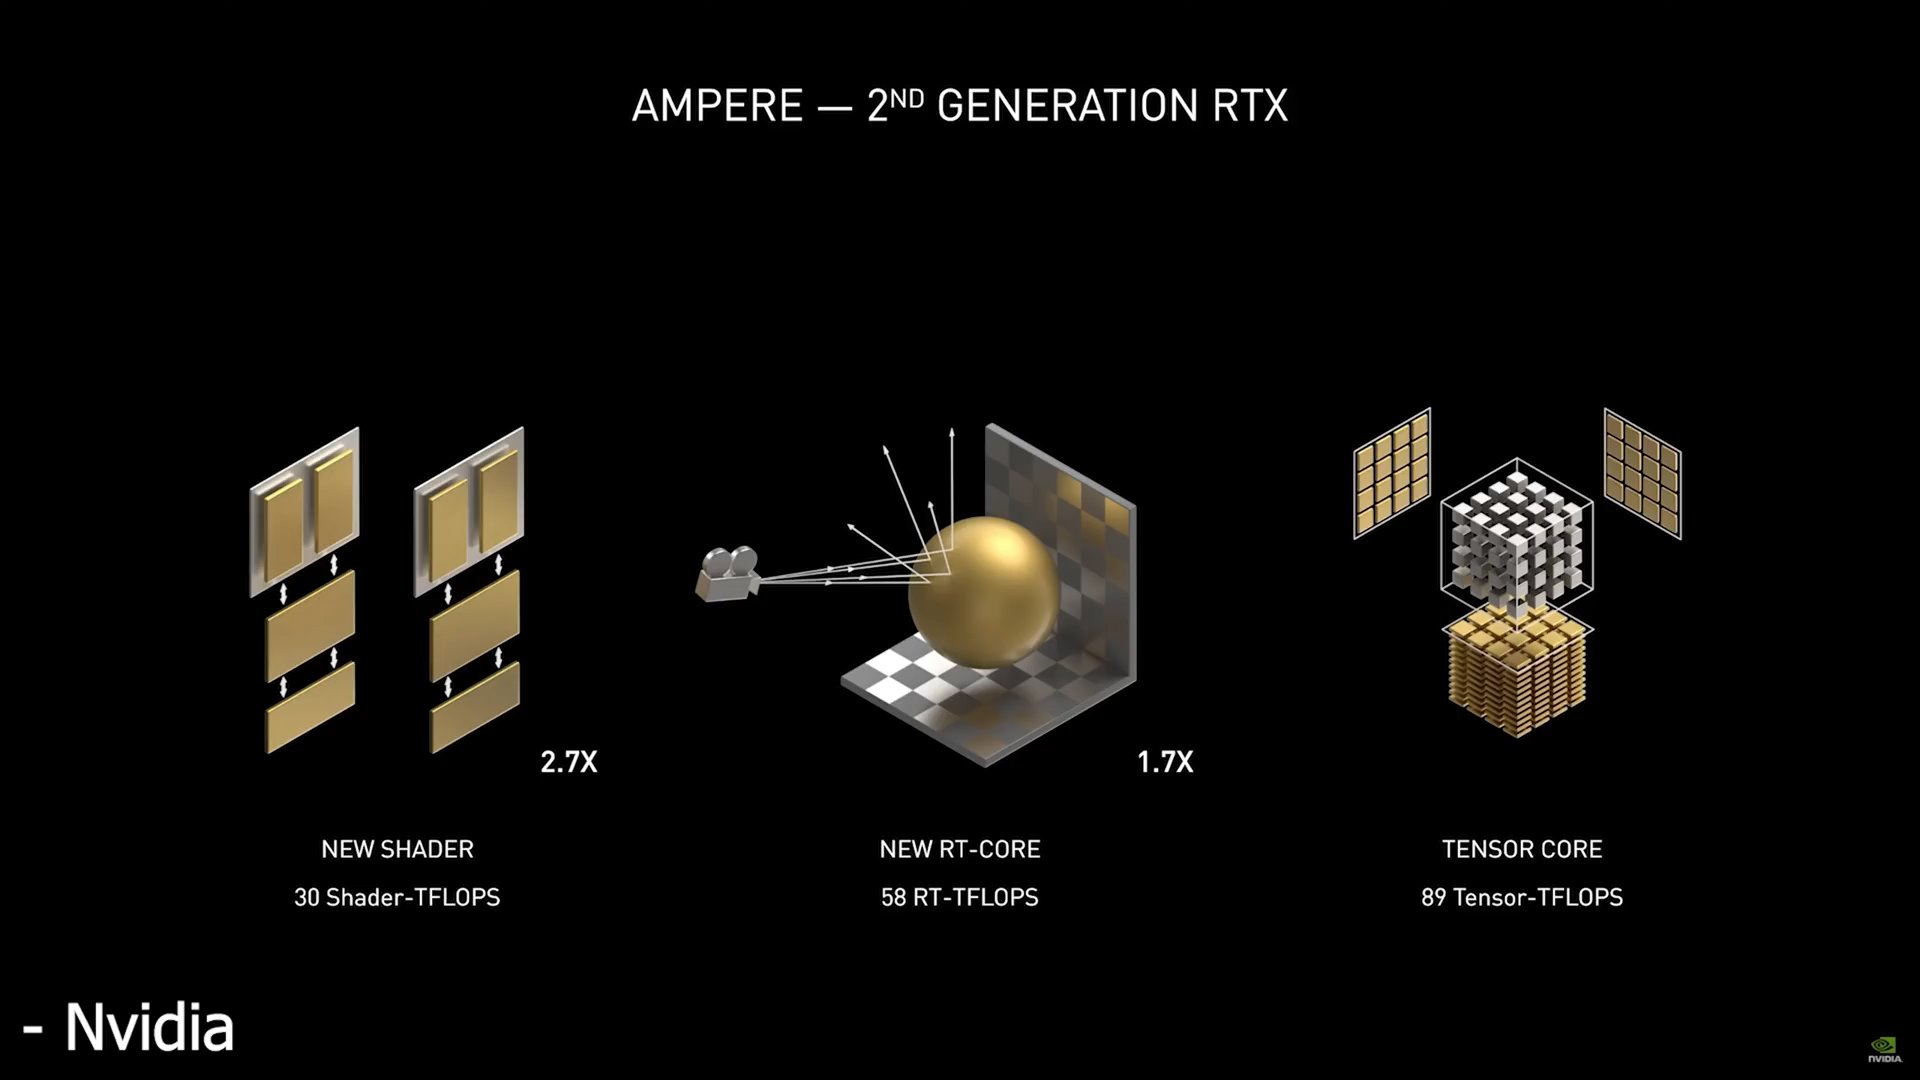 AMPERE — 2ND GENERATION RTX
2.7X
1.7X
NEW SHADER
NEW RT-CORE
TENSOR CORE
30 Shader-TFLOPS
58 RT-TFLOPS
89 Tensor-TFLOPS
- Nvidia
NVIDIA